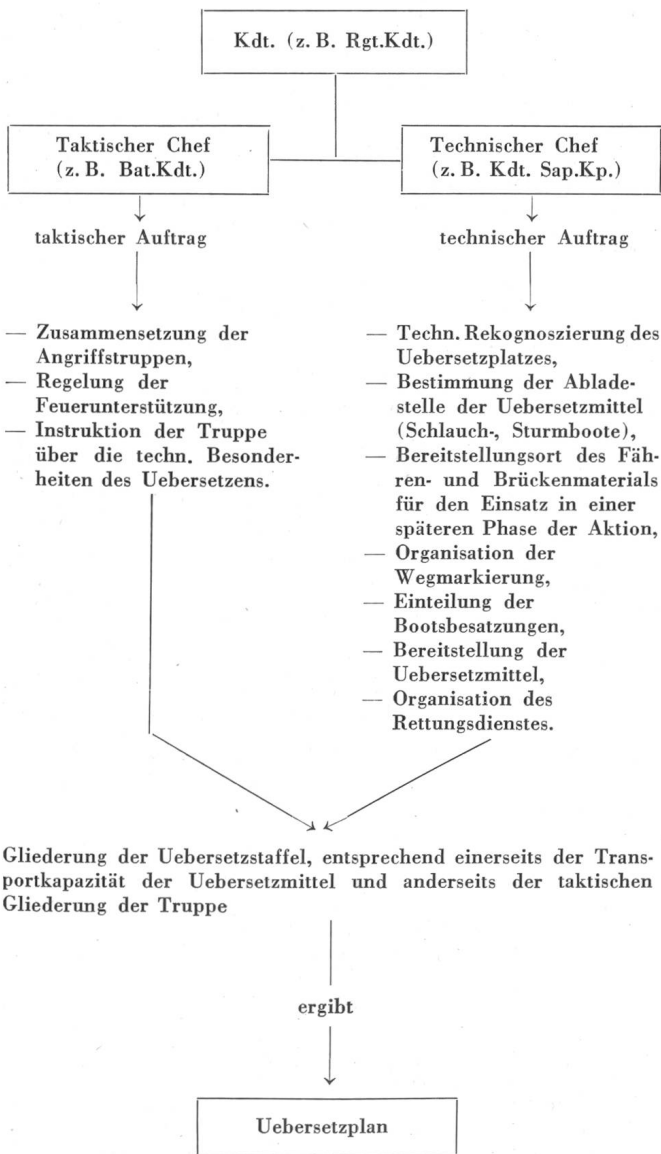 Kdt. (z. B. Rgt.Kdt.)
Taktischer Chef
(z. B. Bat.Kdt.)
Technischer Chef
(z. B. Kdt. Sap.Kp.)
taktischer Auftrag
technischer Auftrag
— Zusammensetzung der
Angriffstruppen,
— Regelung der
Feuerunterstützung,
— Instruktion der Truppe
über die techn. Besonder-
heiten des Uebersetzens.
— Techn. Rekognoszierung des
Uebersetzplatzes,
— Bestimmung der Ablade-
stelle der Uebersetzmittel
(Schlauch-, Sturmboote),
— Bereitstellungsort des Fäh-
ren- und Brückenmaterials
für den Einsatz in einer
späteren Phase der Aktion,
— Organisation der
Wegmarkierung,
— Einteilung der
Bootsbesatzungen,
— Bereitstellung der
Uebersetzmittel,
— Organisation des
Rettungsdienstes.
Gliederung der Uebersetzstaffel, entsprechend einerseits der Trans-
portkapazität der Uebersetzmittel und anderseits der taktischen
Gliederung der Truppe
ergibt
Uebersetzplan